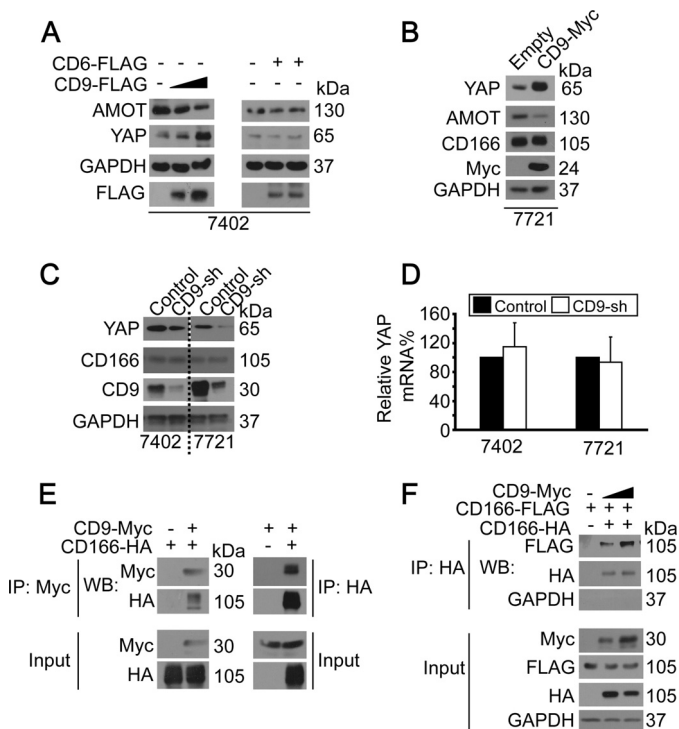 A
CD6-FLAG - + +
CD9-FLAG - - - -
kDa
AMOT 130
YAP 65
GAPDH 37
FLAG
7402
B
Empty CD9-Myc
kDa
YAP 65
AMOT 130
CD166 105
Myc 24
GAPDH 37
7721
C
Control CD9-sh Control CD9-sh
kDa
YAP 65
CD166 105
CD9 30
GAPDH 37
7402 7721
D
Control CD9-sh
Relative YAP
mRNA%
160
120
80
40
0
7402 7721
E
CD9-Myc - + + +
CD166-HA + + - +
kDa
IP: Myc WB: Myc 30 IP: HA
HA 105
Input Myc 30 Input
HA 105
F
CD9-Myc -
CD166-FLAG + + +
CD166-HA - + + kDa
FLAG 105
IP: HA WB: HA 105
GAPDH 37
Input Myc 30
FLAG 105
HA 105
GAPDH 37